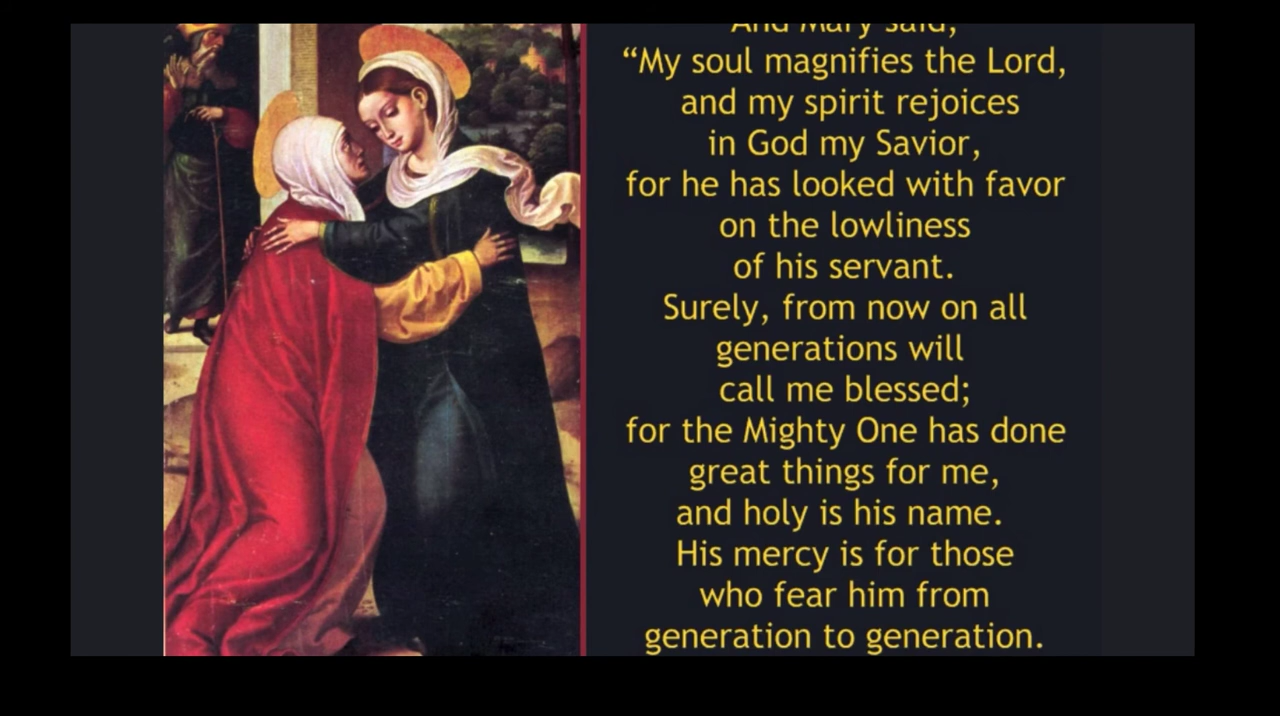 And Mary said,
“My soul magnifies the Lord,
and my spirit rejoices
in God my Savior,
for he has looked with favor
on the lowliness
of his servant.
Surely, from now on all
generations will
call me blessed;
for the Mighty One has done
great things for me,
and holy is his name.
His mercy is for those
who fear him from
generation to generation.